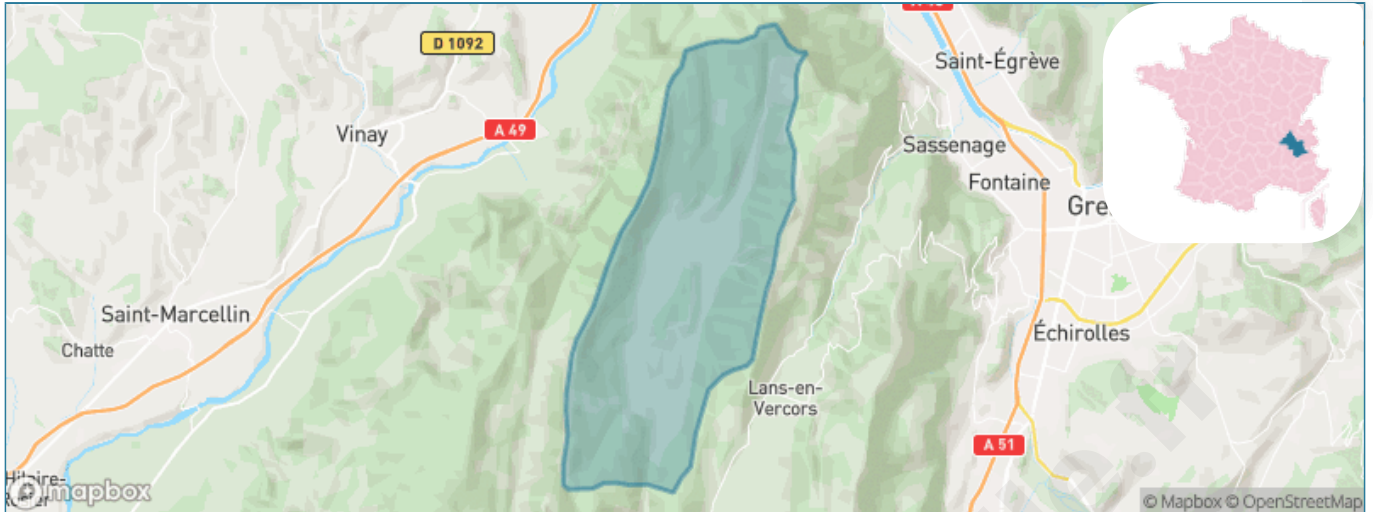 D 1092
Saint-Égrève
Vinay
A 49
Sassenage
Fontaine
Gre
Saint-Marcellin
Échirolles
Chatte
Lans-en-
Vercors
A 51
Hilaire-
mapbox
© Mapbox © OpenStreetMap